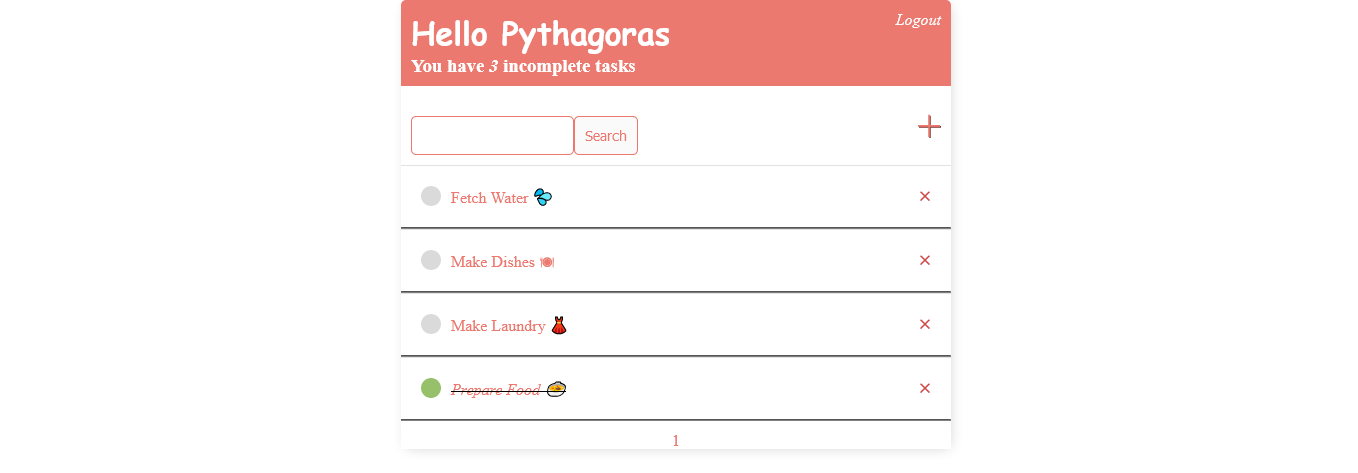 Logout
Hello Pythagoras
You have 3 incomplete tasks
Search
Fetch Water 💦
Make Dishes 🍽
Make Laundry 👗
Prepare Food 🍛
1